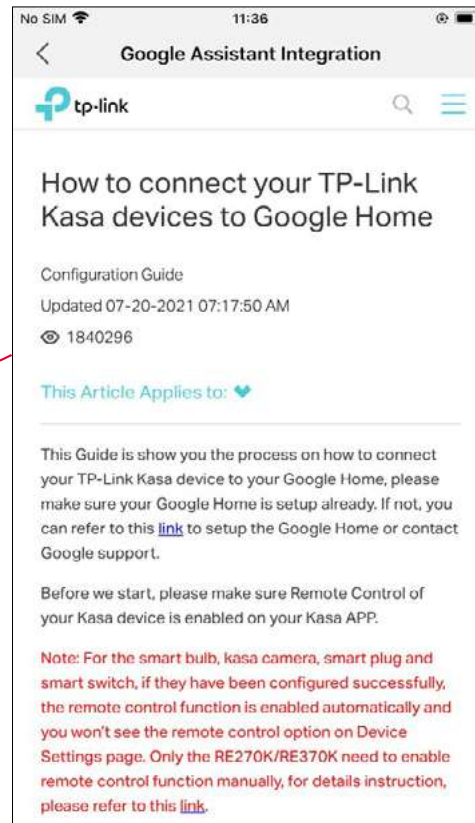 No SIM 11:36
Google Assistant Integration
tp-link
How to connect your TP-Link
Kasa devices to Google Home
Configuration Guide
Updated 07-20-2021 07:17:50 AM
1840296
This Article Applies to:
This Guide is show you the process on how to connect
your TP-Link Kasa device to your Google Home, please
make sure your Google Home is setup already. If not, you
can refer to this link to setup the Google Home or contact
Google support.
Before we start, please make sure Remote Control of
your Kasa device is enabled on your Kasa APP.
Note: For the smart bulb, kasa camera, smart plug and
smart switch, if they have been configured successfully,
the remote control function is enabled automatically and
you won't see the remote control option on Device
Settings page. Only the RE270K/RE370K need to enable
remote control function manually, for details instruction,
please refer to this link.